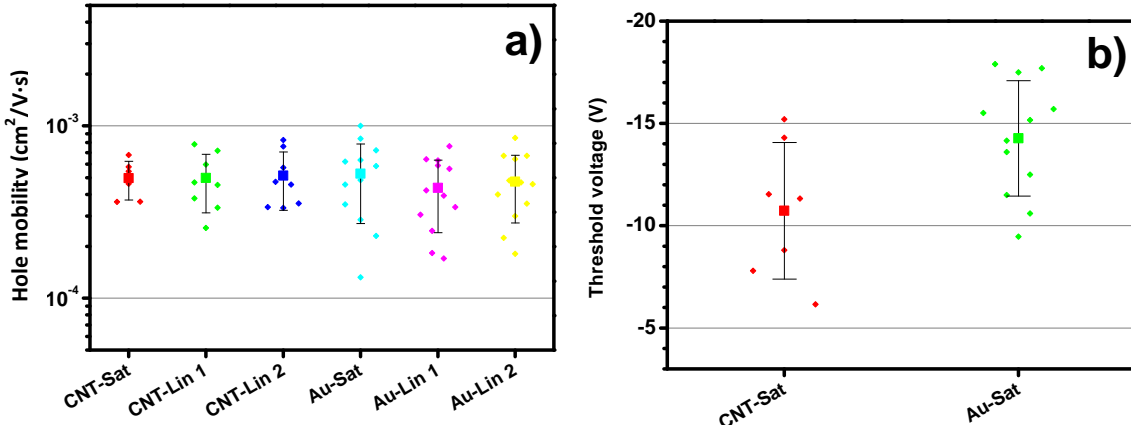 a)
Hole mobility (cm²/V·s)
10⁻³
10⁻⁴
CNT-Sat
CNT-Lin 1
CNT-Lin 2
Au-Sat
Au-Lin 1
Au-Lin 2
b)
Threshold voltage (V)
-20
-15
-10
-5
CNT-Sat
Au-Sat